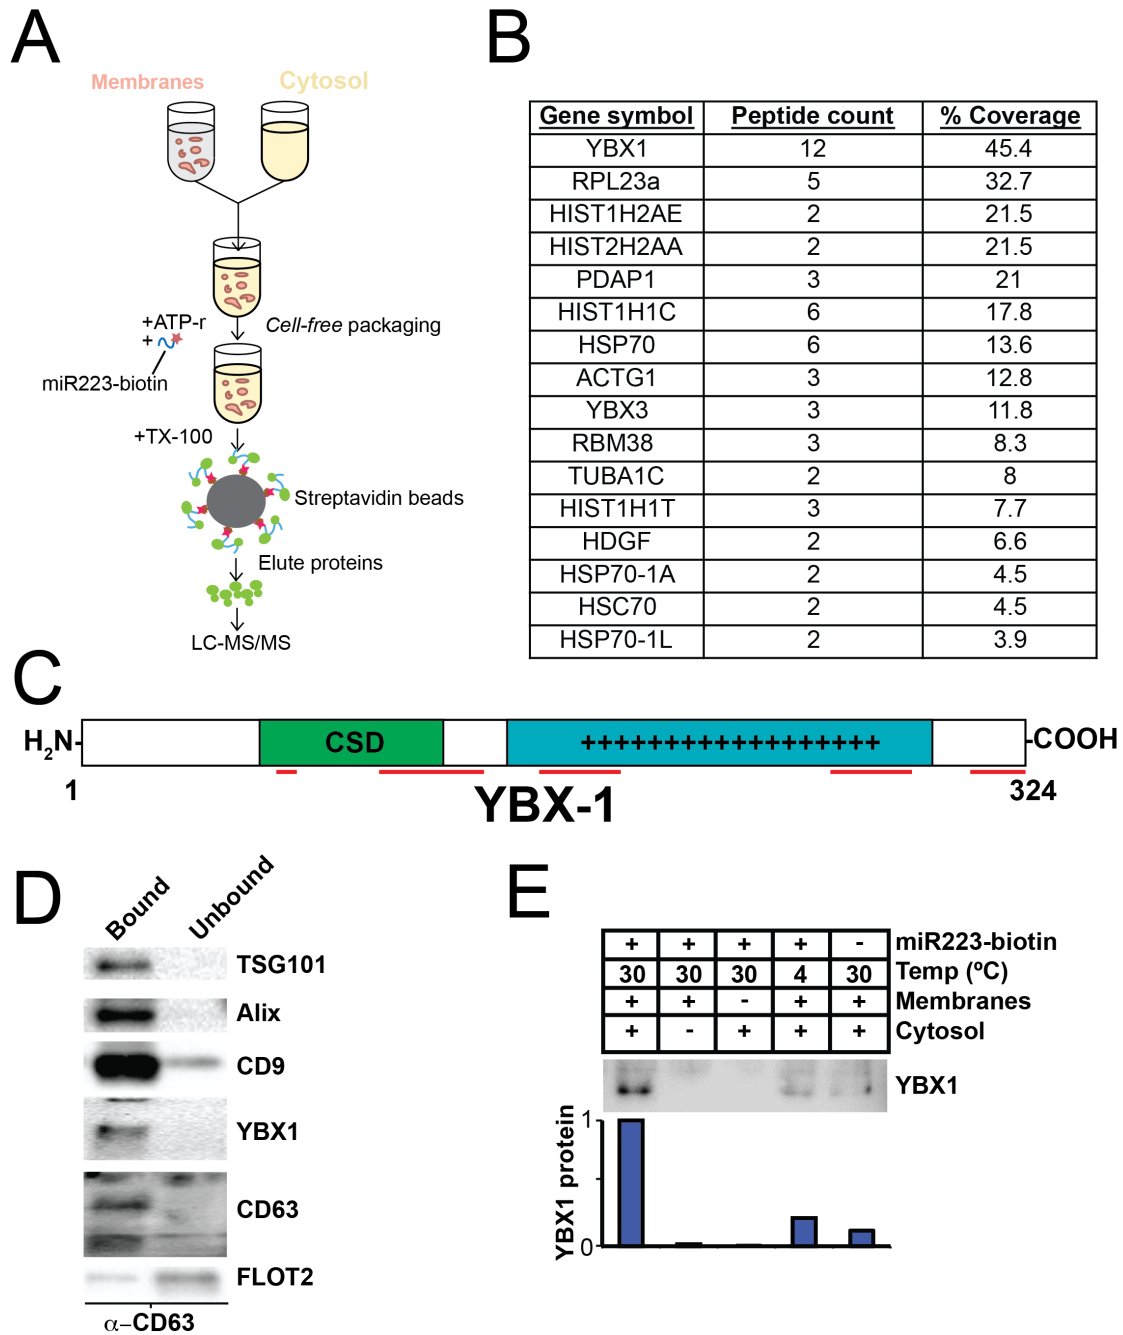 A
Membranes
Cytosol
+ATP-r
+
miR223-biotin
Cell-free packaging
+TX-100
Streptavidin beads
Elute proteins
LC-MS/MS
B
Gene symbol Peptide count % Coverage
YBX1 12 45.4
RPL23a 5 32.7
HIST1H2AE 2 21.5
HIST2H2AA 2 21.5
PDAP1 3 21
HIST1H1C 6 17.8
HSP70 6 13.6
ACTG1 3 12.8
YBX3 3 11.8
RBM38 3 8.3
TUBA1C 2 8
HIST1H1T 3 7.7
HDGF 2 6.6
HSP70-1A 2 4.5
HSC70 2 4.5
HSP70-1L 2 3.9
C
H2N- CSD +++++++++++++++++ -COOH
1 YBX-1 324
D
Bound Unbound
TSG101
Alix
CD9
YBX1
CD63
FLOT2
α–CD63
E
+ + + + - miR223-biotin
30 30 30 4 30 Temp (ºC)
+ + - + + Membranes
+ - + + + Cytosol
YBX1
YBX1 protein
1
0